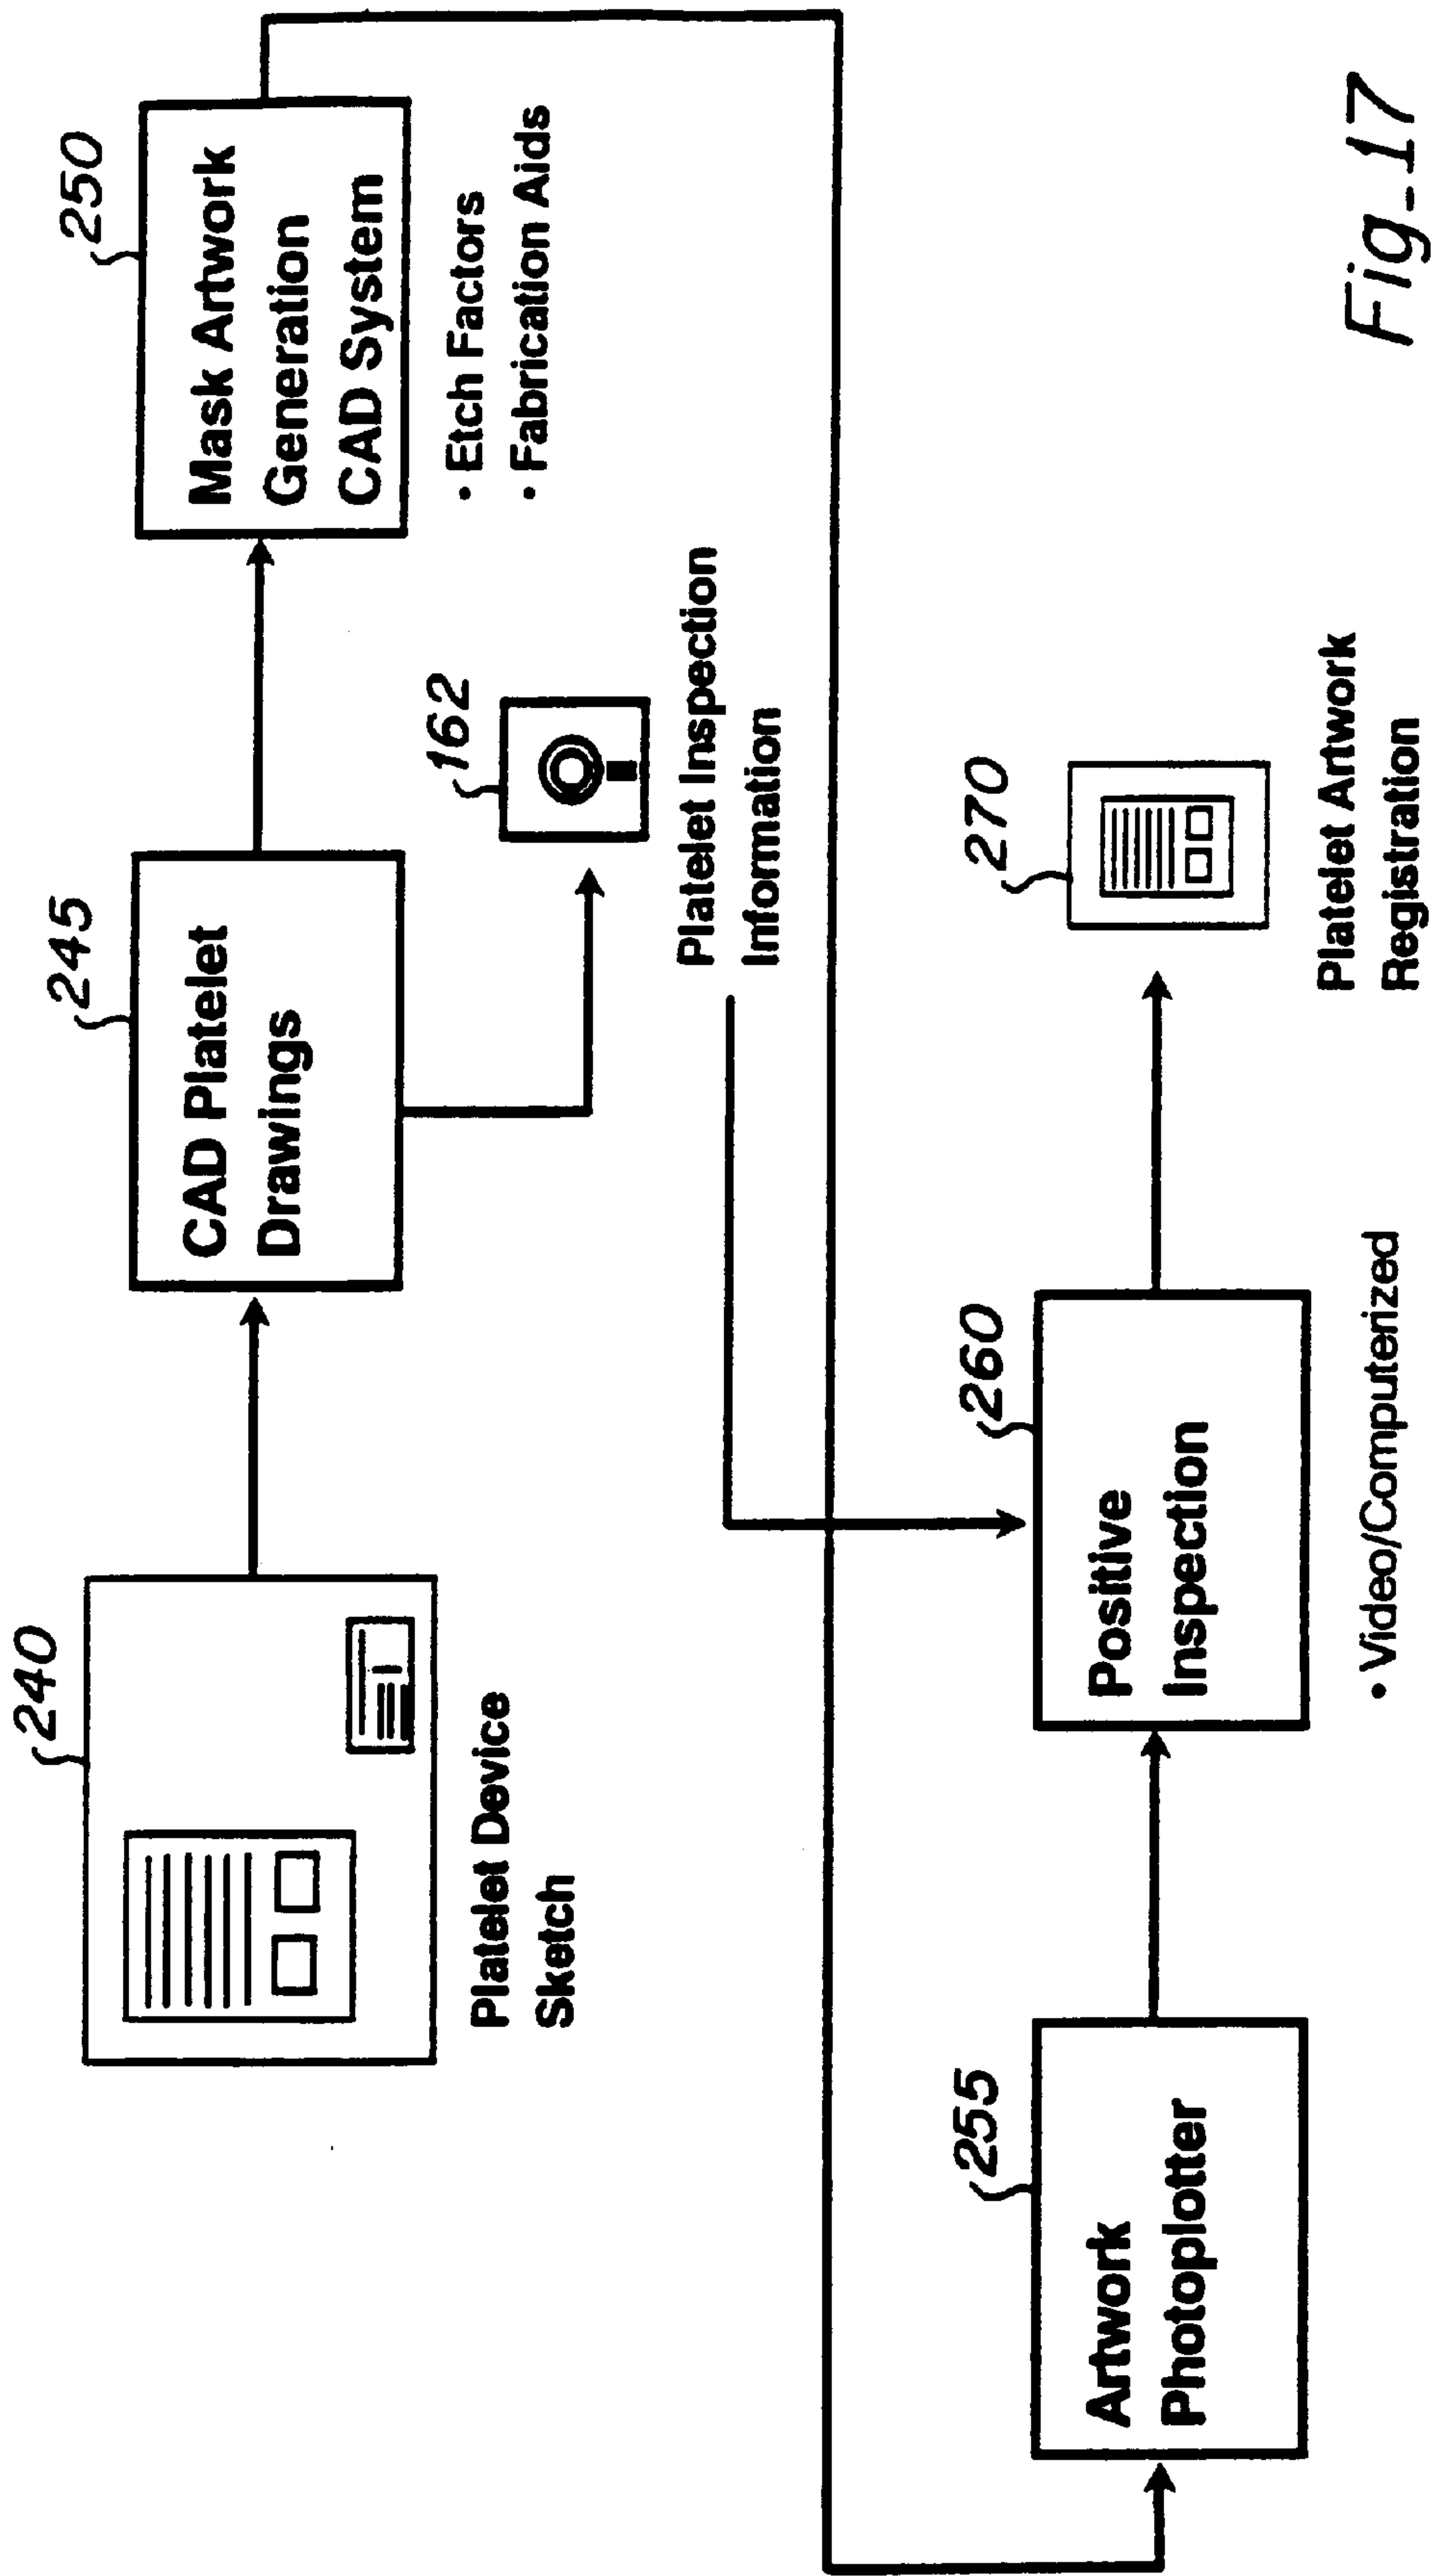 240
Platelet Device
Sketch
245
CAD Platelet
Drawings
250
Mask Artwork
Generation
CAD System
• Etch Factors
• Fabrication Aids
162
Platelet Inspection
Information
255
Artwork
Photoplotter
260
Positive
Inspection
• Video/Computerized
270
Platelet Artwork
Registration
Fig_17